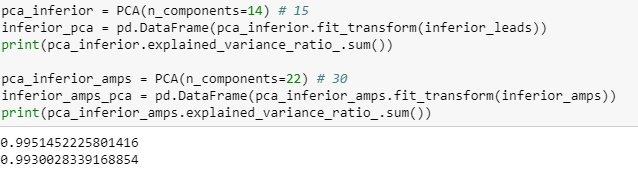 pca_inferior = PCA(n_components=14) # 15
inferior_pca = pd.DataFrame(pca_inferior.fit_transform(inferior_leads))
print(pca_inferior.explained_variance_ratio_.sum())
pca_inferior_amps = PCA(n_components=22) # 30
inferior_amps_pca = pd.DataFrame(pca_inferior_amps.fit_transform(inferior_amps))
print(pca_inferior_amps.explained_variance_ratio_.sum())
0.9951452225801416
0.9930028339168854